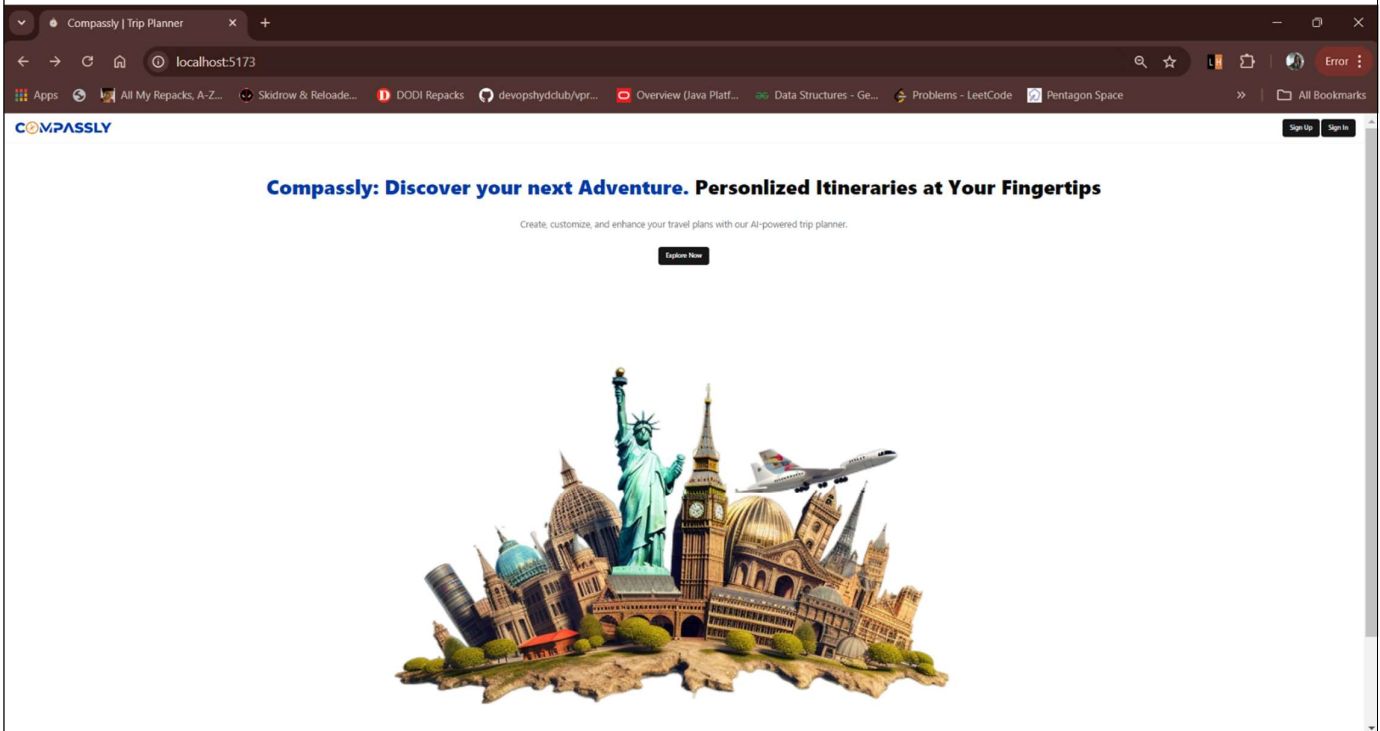 Compassly | Trip Planner
localhost:5173
Error
Apps
All My Repacks, A-Z...
Skidrow & Reloade...
DODI Repacks
devopshydclub/vpr...
Overview (Java Platf...
Data Structures - Ge...
Problems - LeetCode
Pentagon Space
All Bookmarks
COMPASSLY
Sign Up
Sign In
Compassly: Discover your next Adventure. Personlized Itineraries at Your Fingertips
Create, customize, and enhance your travel plans with our AI-powered trip planner.
Explore Now